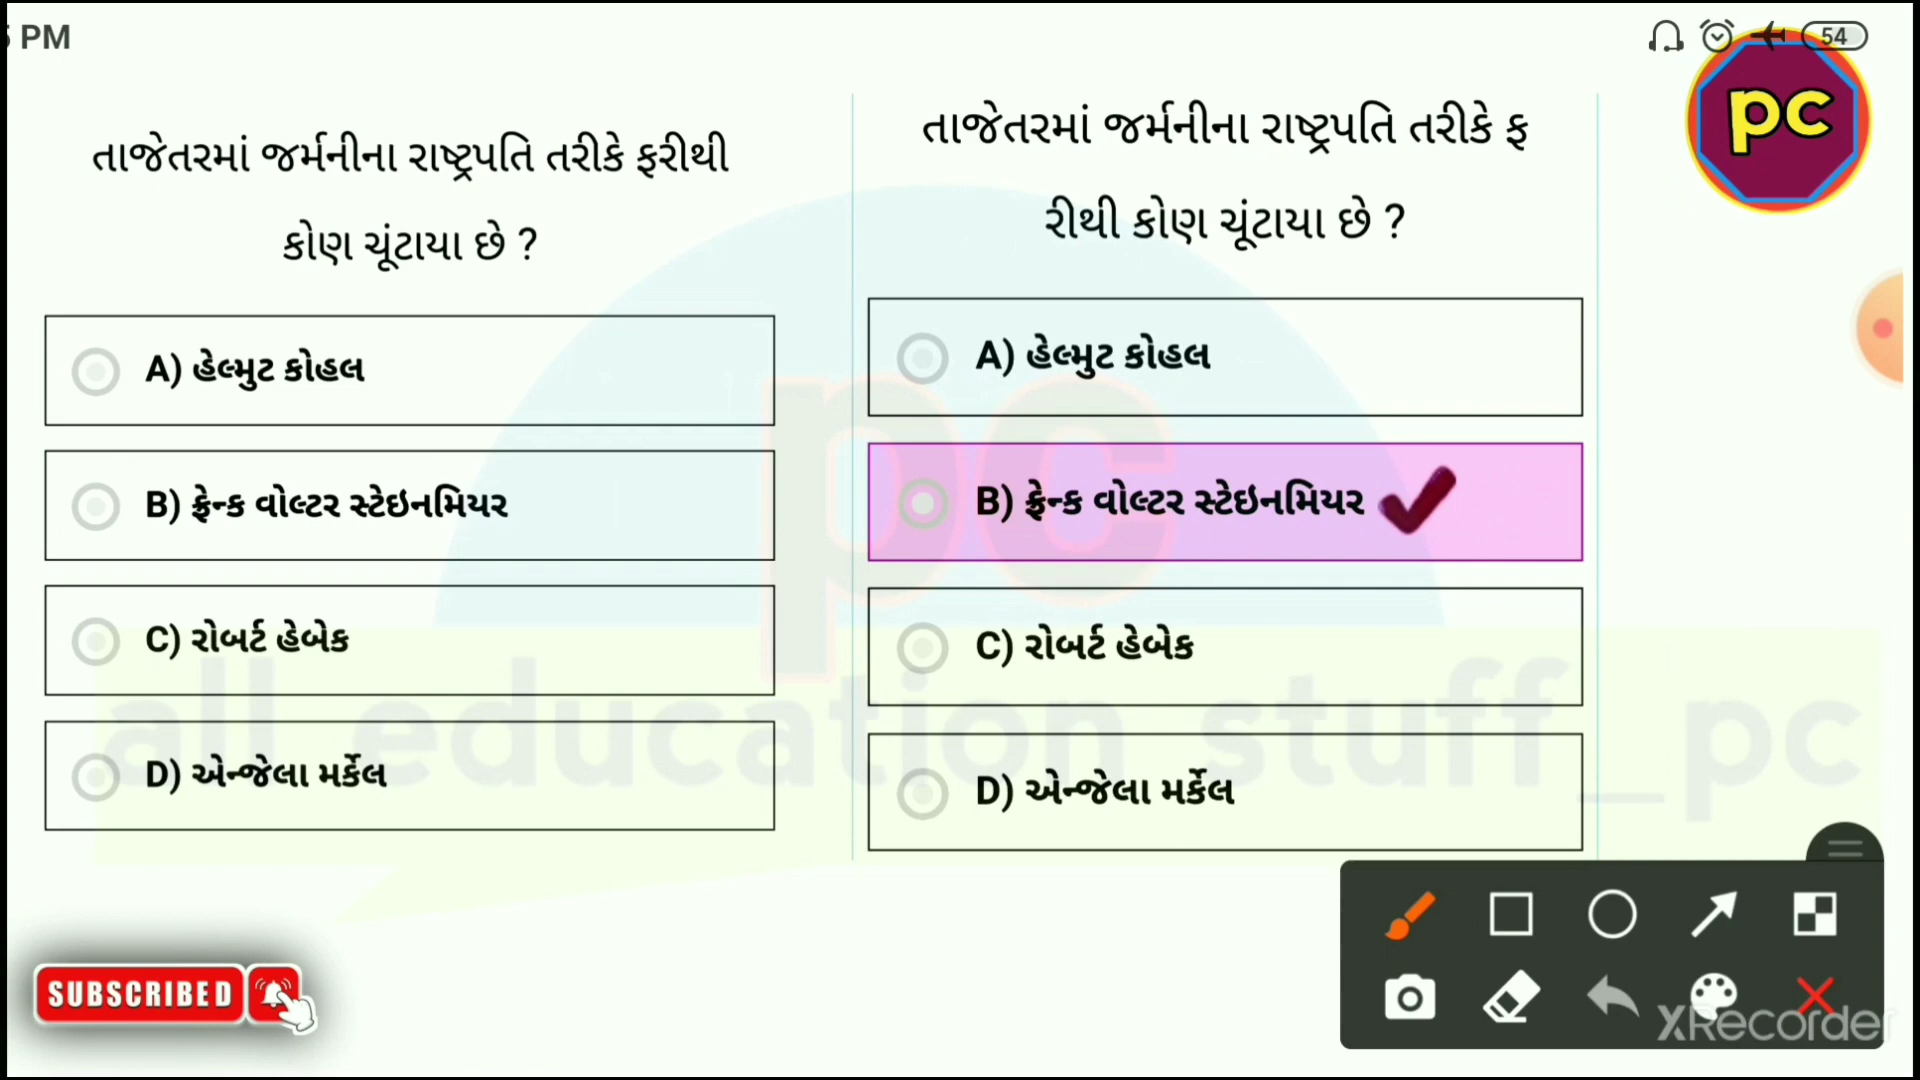 PM
54
pc
તાજેતરમાં જર્મનીના રાષ્ટ્રપતિ તરીકે ફરીથી
કોણ ચૂંટાયા છે ?
A) હેલ્મુટ કોહલ
B) ફ્રેન્ક વોલ્ટર સ્ટેઇનમિયર
C) રોબર્ટ હેબેક
D) એન્જેલા મર્કેલ
તાજેતરમાં જર્મનીના રાષ્ટ્રપતિ તરીકે ફ
રીથી કોણ ચૂંટાયા છે ?
A) હેલ્મુટ કોહલ
B) ફ્રેન્ક વોલ્ટર સ્ટેઇનમિયર
C) રોબર્ટ હેબેક
D) એન્જેલા મર્કેલ
pc
all education stuff_pc
SUBSCRIBED
XRecorder